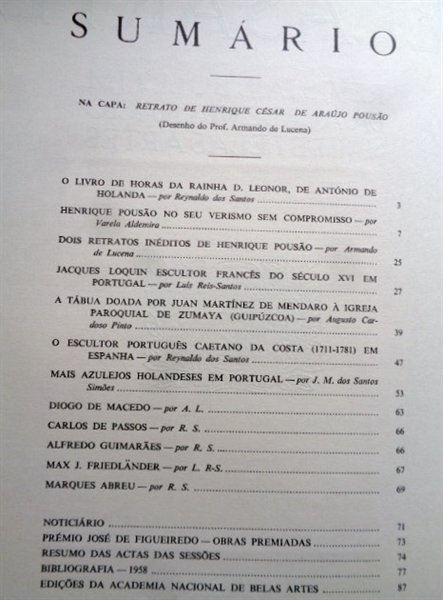 SUMÁRIO
NA CAPA: RETRATO DE HENRIQUE CÉSAR DE ARAÚJO POUSÃO
(Desenho do Prof. Armando de Lucena)
O LIVRO DE HORAS DA RAINHA D. LEONOR, DE ANTÓNIO DE
HOLANDA — por Reynaldo dos Santos ........ 3
HENRIQUE POUSÃO NO SEU VERISMO SEM COMPROMISSO — por
Varela Aldemira ........ 7
DOIS RETRATOS INÉDITOS DE HENRIQUE POUSÃO — por Armando
de Lucena ........ 25
JACQUES LOQUIN ESCULTOR FRANCÊS DO SÉCULO XVI EM
PORTUGAL — por Luís Reis-Santos ........ 27
A TÁBUA DOADA POR JUAN MARTÍNEZ DE MENDARO À IGREJA
PAROQUIAL DE ZUMAYA (GUIPÚZCOA) — por Augusto Car-
doso Pinto ........ 39
O ESCULTOR PORTUGUÊS CAETANO DA COSTA (1711-1781) EM
ESPANHA — por Reynaldo dos Santos ........ 47
MAIS AZULEJOS HOLANDESES EM PORTUGAL — por J. M. dos Santos
Simões ........ 53
DIOGO DE MACEDO — por A. L. ........ 63
CARLOS DE PASSOS — por R. S. ........ 66
ALFREDO GUIMARÃES — por R. S. ........ 66
MAX J. FRIEDLÄNDER — por L. R-S. ........ 67
MARQUES ABREU — por R. S. ........ 69
NOTICIÁRIO ........ 71
PRÉMIO JOSÉ DE FIGUEIREDO — OBRAS PREMIADAS ........ 73
RESUMO DAS ACTAS DAS SESSÕES ........ 74
BIBLIOGRAFIA — 1958 ........ 77
EDIÇÕES DA ACADEMIA NACIONAL DE BELAS ARTES ........ 87